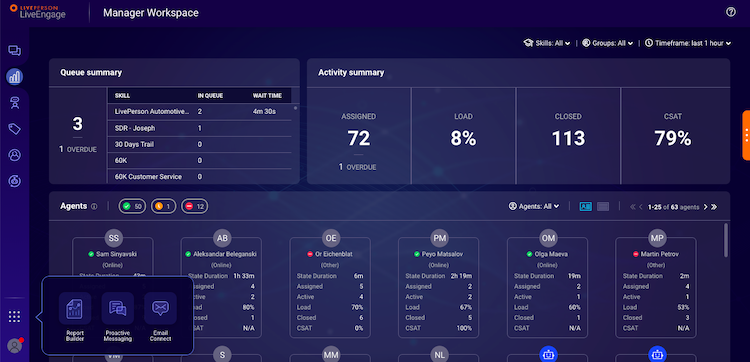 LIVEPERSON
LiveEngage
Manager Workspace
Skills: All
Groups: All
Timeframe: last 1 hour
Queue summary
SKILL IN QUEUE WAIT TIME
3
1 OVERDUE
LivePerson Automotive... 2 4m 30s
SDR - Joseph 1
30 Days Trail 0
60K 0
60K Customer Service 0
Activity summary
ASSIGNED LOAD CLOSED CSAT
72 8% 113 79%
1 OVERDUE
Agents
50 1 12
Agents: All
1-25 of 63 agents
SS
Sam Sinyavski
(Online)
State Duration
AB
Aleksandar Beleganski
(Online)
State Duration 1h 33m
Assigned 2
Active 2
Load 80%
Closed 1
CSAT N/A
OE
Or Eichenblat
(Other)
State Duration 6m
Assigned 5
Active 4
Load 70%
Closed 6
CSAT 0%
PM
Peyo Matsalov
(Online)
State Duration 2h 19m
Assigned 2
Active 2
Load 67%
Closed 5
CSAT 100%
OM
Olga Maeva
(Online)
State Duration 19m
Assigned 4
Active 4
Load 60%
Closed 1
CSAT N/A
MP
Martin Petrov
(Other)
State Duration 2m
Assigned 4
Active 1
Load 53%
Closed 3
CSAT N/A
Report
Builder
Proactive
Messaging
Email
Connect
VM
S
MM
NL